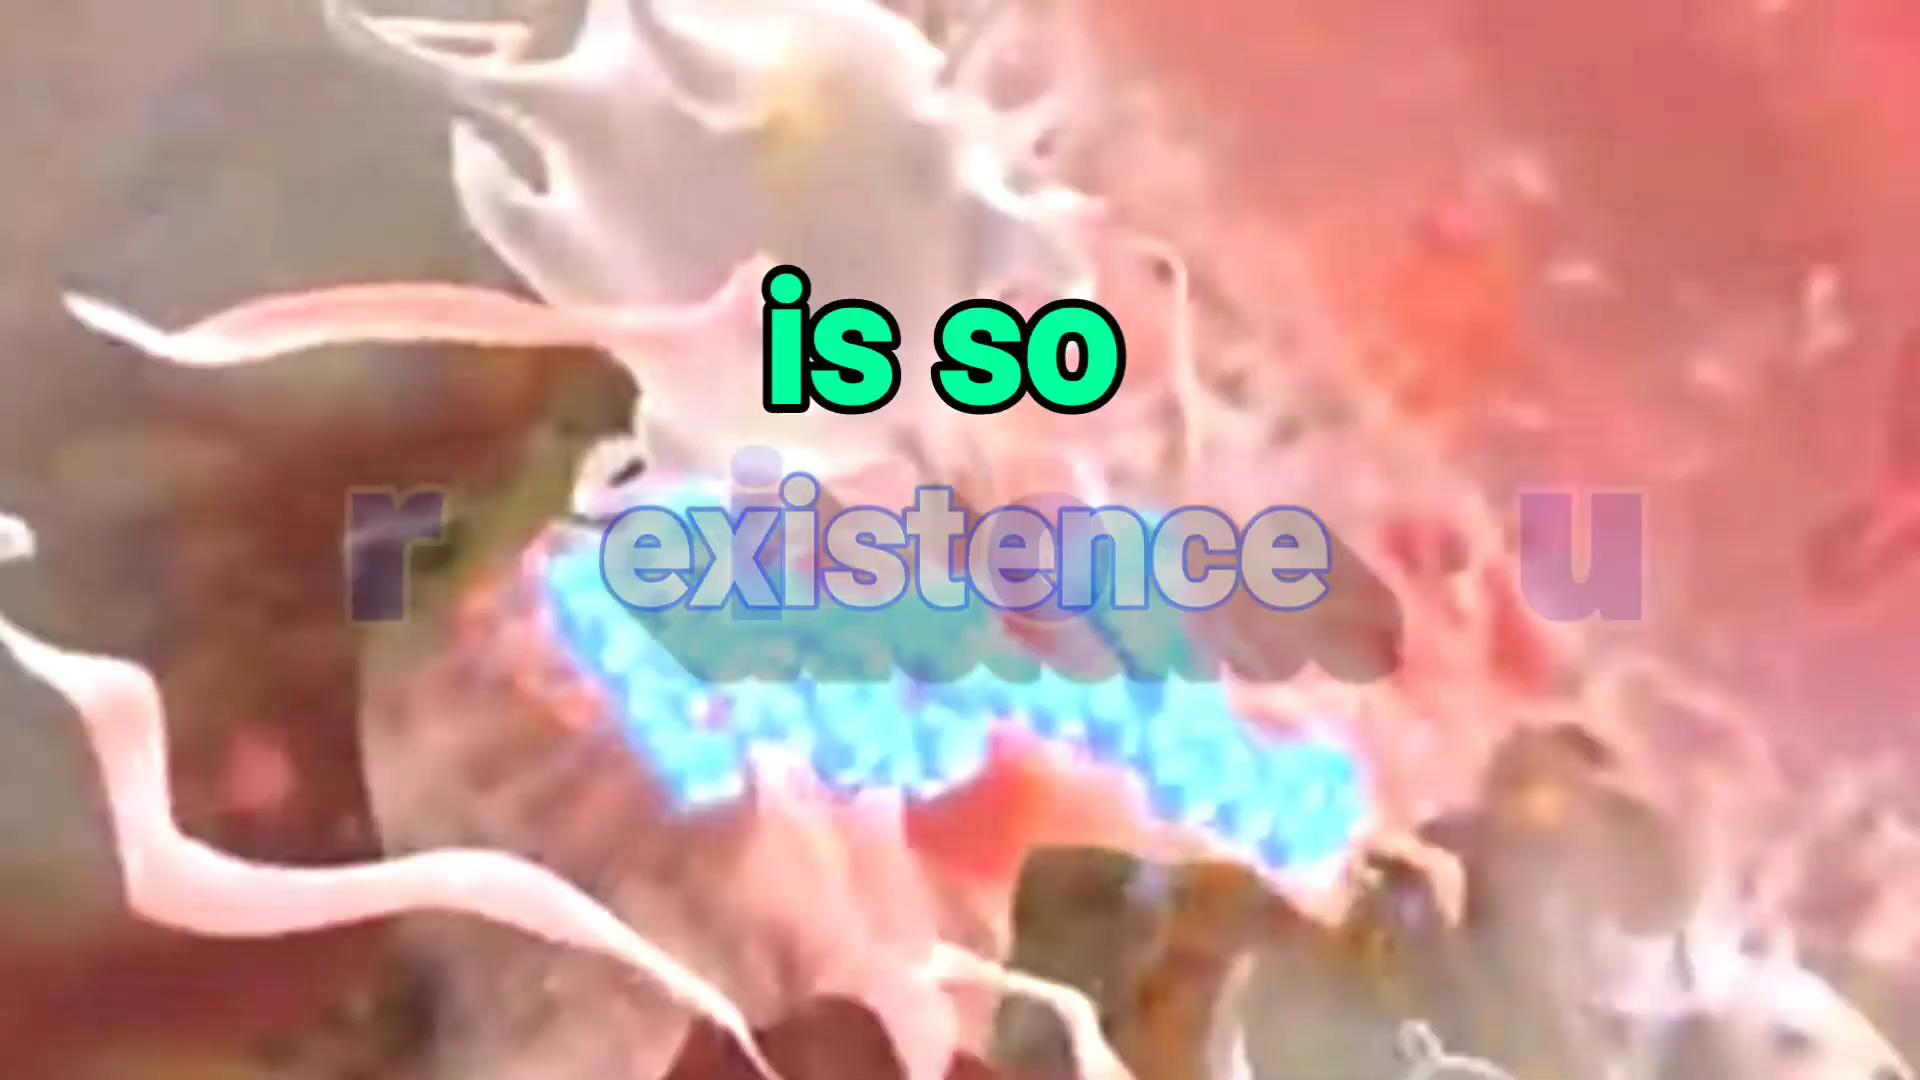 is so
existence
r i e u